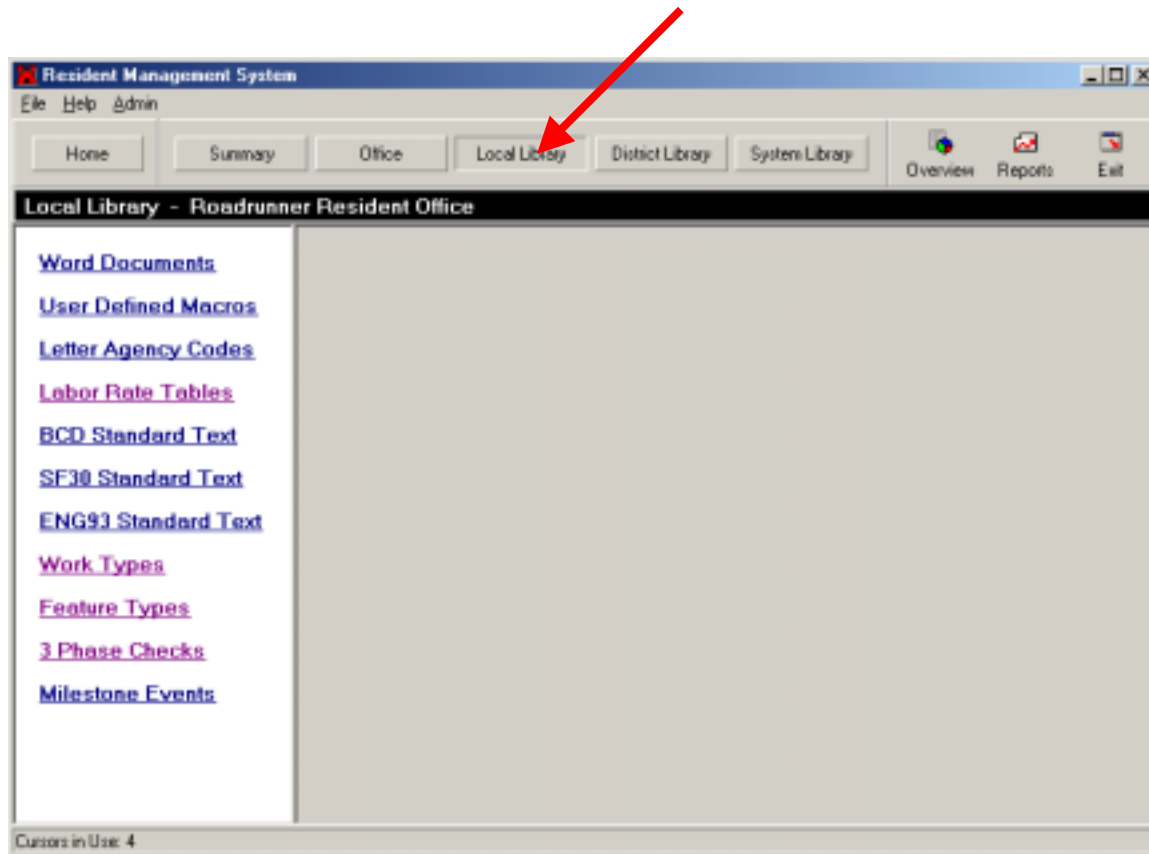 Resident Management System
File Help Admin
Home Summary Office Local Library District Library System Library Overview Reports Exit
Local Library - Roadrunner Resident Office
Word Documents
User Defined Macros
Letter Agency Codes
Labor Rate Tables
BCD Standard Text
SF30 Standard Text
ENG93 Standard Text
Work Types
Feature Types
3 Phase Checks
Milestone Events
Cursors in Use: 4